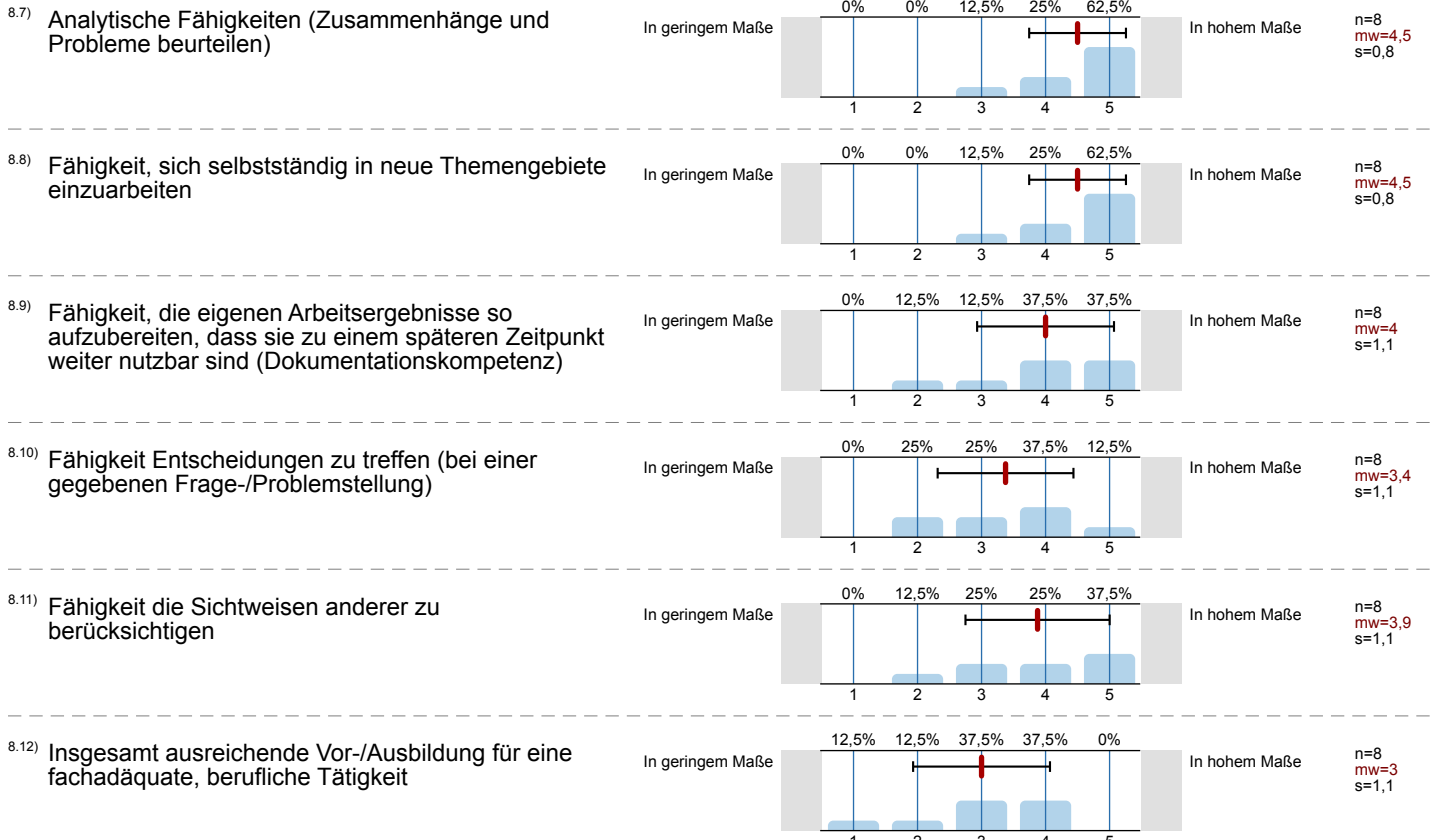 8.7) Analytische Fähigkeiten (Zusammenhänge und
Probleme beurteilen)
In geringem Maße
0% 0% 12,5% 25% 62,5%
1 2 3 4 5
In hohem Maße
n=8
mw=4,5
s=0,8
8.8) Fähigkeit, sich selbstständig in neue Themengebiete
einzuarbeiten
In geringem Maße
0% 0% 12,5% 25% 62,5%
1 2 3 4 5
In hohem Maße
n=8
mw=4,5
s=0,8
8.9) Fähigkeit, die eigenen Arbeitsergebnisse so
aufzubereiten, dass sie zu einem späteren Zeitpunkt
weiter nutzbar sind (Dokumentationskompetenz)
In geringem Maße
0% 12,5% 12,5% 37,5% 37,5%
1 2 3 4 5
In hohem Maße
n=8
mw=4
s=1,1
8.10) Fähigkeit Entscheidungen zu treffen (bei einer
gegebenen Frage-/Problemstellung)
In geringem Maße
0% 25% 25% 37,5% 12,5%
1 2 3 4 5
In hohem Maße
n=8
mw=3,4
s=1,1
8.11) Fähigkeit die Sichtweisen anderer zu
berücksichtigen
In geringem Maße
0% 12,5% 25% 25% 37,5%
1 2 3 4 5
In hohem Maße
n=8
mw=3,9
s=1,1
8.12) Insgesamt ausreichende Vor-/Ausbildung für eine
fachadäquate, berufliche Tätigkeit
In geringem Maße
12,5% 12,5% 37,5% 37,5% 0%
1 2 3 4 5
In hohem Maße
n=8
mw=3
s=1,1